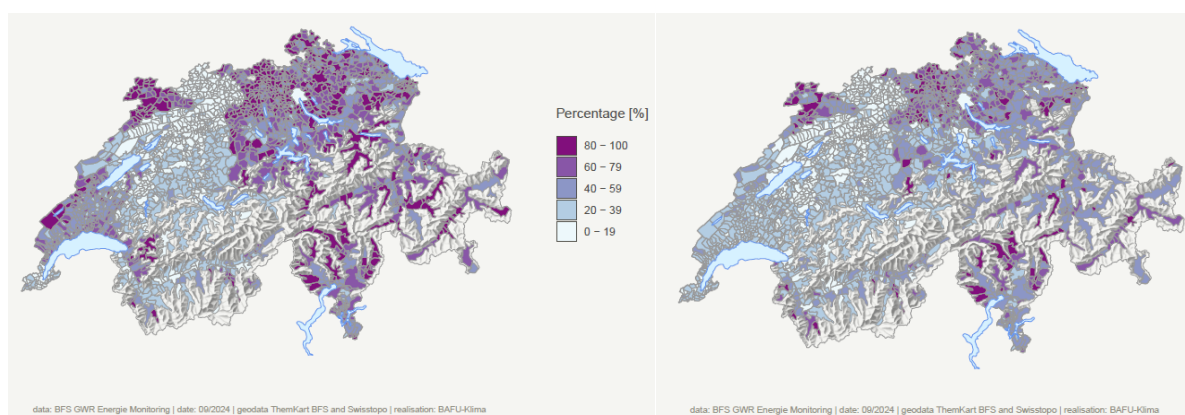 Percentage [%]
80 − 100
60 − 79
40 − 59
20 − 39
0 − 19
data: BFS GWR Energie Monitoring | date: 09/2024 | geodata ThemKart BFS and Swisstopo | realisation: BAFU-Klima
data: BFS GWR Energie Monitoring | date: 09/2024 | geodata ThemKart BFS and Swisstopo | realisation: BAFU-Klima